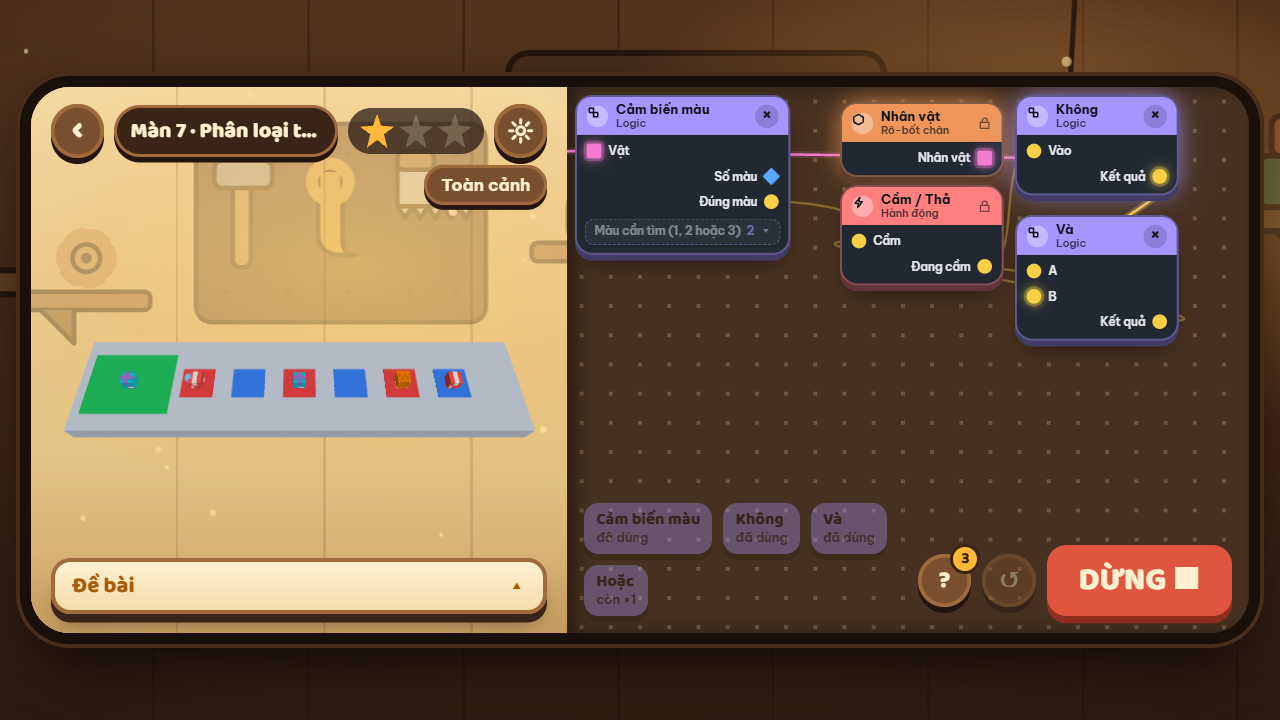 Màn 7 · Phân loại t...
Toàn cảnh
Đề bài
Cảm biến màu
Logic
Vật
Số màu
Đúng màu
Màu cần tìm (1, 2 hoặc 3) 2
Nhân vật
Rô-bốt chân
Nhân vật
Cầm / Thả
Hành động
Cầm
Đang cầm
Không
Logic
Vào
Kết quả
Và
Logic
A
B
Kết quả
Cảm biến màu
đã dùng
Không
đã dùng
Và
đã dùng
Hoặc
còn ×1
?
3
DỪNG